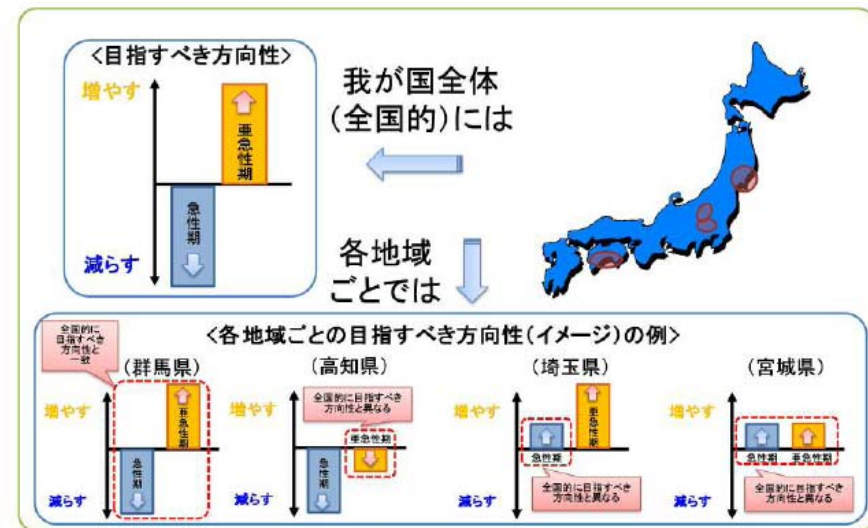 <目指すべき方向性>
増やす
亜急性期
急性期
減らす
我が国全体
(全国的)には
各地域
ごとでは
<各地域ごとの目指すべき方向性(イメージ)の例>
全国的に
目指すべき
方向性と
一致
(群馬県)
増やす
亜急性期
急性期
減らす
(高知県)
全国的に目指すべき
方向性と異なる
増やす
亜急性期
急性期
減らす
(埼玉県)
増やす
亜急性期
急性期
減らす
全国的に目指すべき
方向性と異なる
(宮城県)
増やす
急性期
亜急性期
減らす
全国的に目指すべき
方向性と異なる